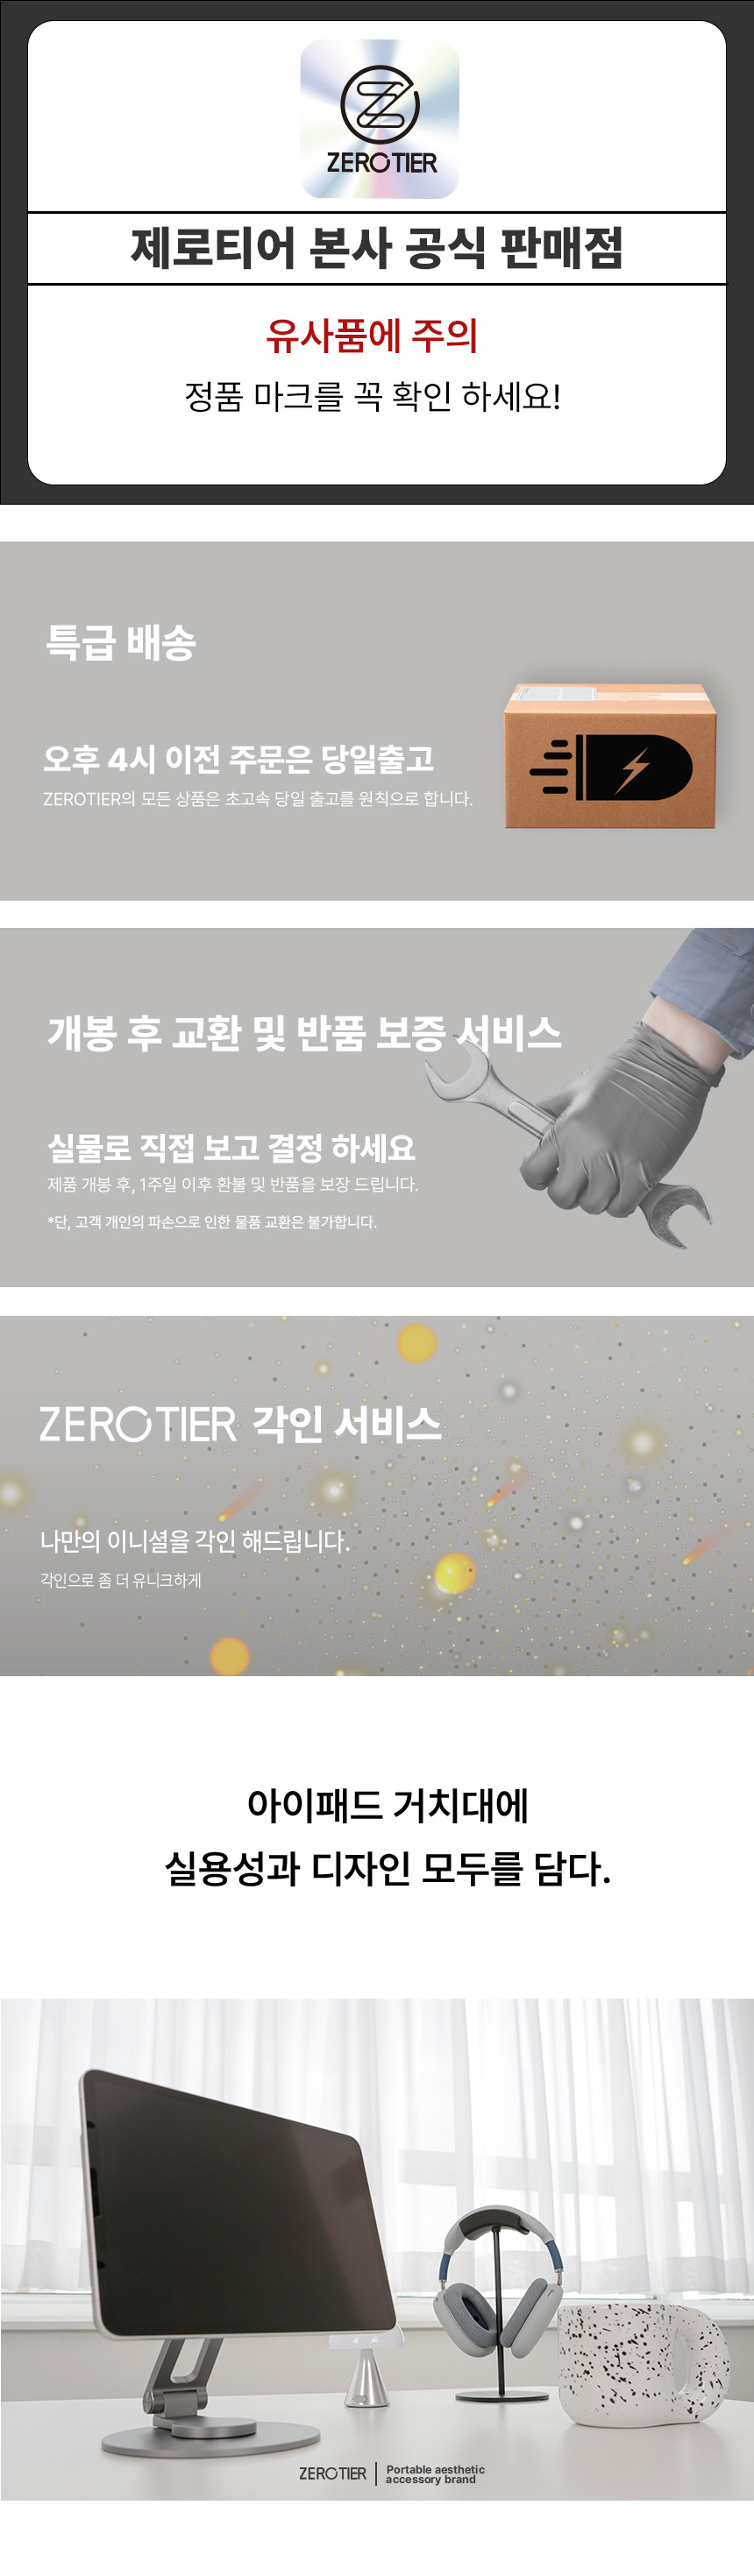 ZEROTIER
제로티어 본사 공식 판매점
유사품에 주의
정품 마크를 꼭 확인 하세요!
특급 배송
오후 4시 이전 주문은 당일출고
ZEROTIER의 모든 상품은 초고속 당일 출고를 원칙으로 합니다.
개봉 후 교환 및 반품 보증 서비스
실물로 직접 보고 결정 하세요
제품 개봉 후, 1주일 이후 환불 및 반품을 보장 드립니다.
*단, 고객 개인의 파손으로 인한 물품 교환은 불가합니다.
ZEROTIER 각인 서비스
나만의 이니셜을 각인 해드립니다.
각인으로 좀 더 유니크하게
아이패드 거치대에
실용성과 디자인 모두를 담다.
ZEROTIER
Portable aesthetic
accessory brand